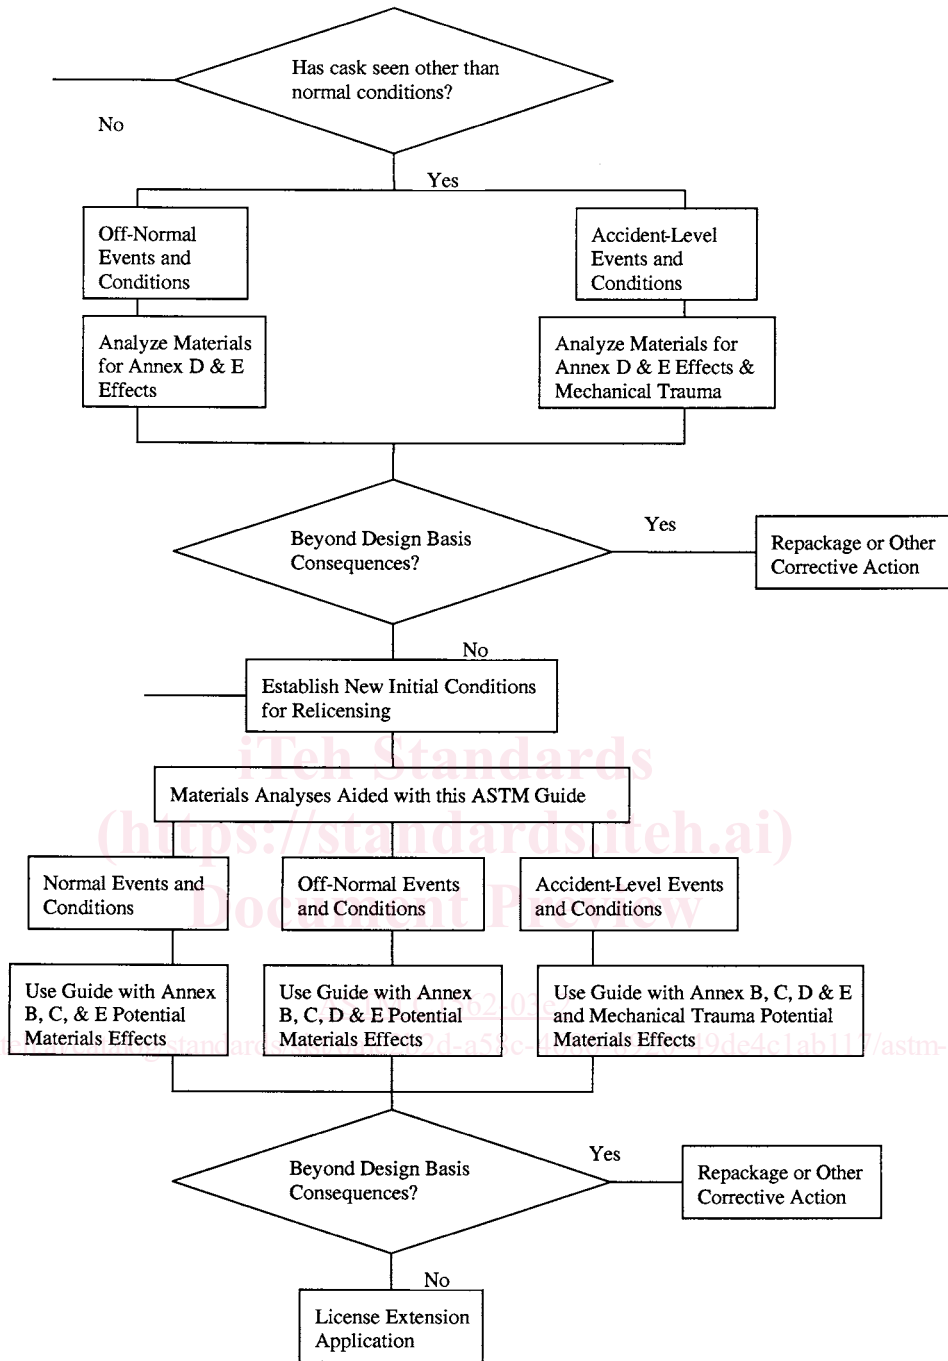 Has cask seen other than
normal conditions?
No
Yes
Off-Normal
Events and
Conditions
Accident-Level
Events and
Conditions
Analyze Materials
for Annex D & E
Effects
Analyze Materials for
Annex D & E Effects &
Mechanical Trauma
Beyond Design Basis
Consequences?
Yes
Repackage or Other
Corrective Action
No
Establish New Initial Conditions
for Relicensing
iTeh Standards
Materials Analyses Aided with this ASTM Guide
(https://standards.iteh.ai)
Normal Events and
Conditions
Off-Normal Events
and Conditions
Accident-Level Events
and Conditions
Document Preview
Use Guide with Annex
B, C, & E Potential
Materials Effects
Use Guide with Annex
B, C, D & E Potential
Materials Effects
Use Guide with Annex B, C, D & E
and Mechanical Trauma Potential
Materials Effects
Beyond Design Basis
Consequences?
Yes
Repackage or Other
Corrective Action
No
License Extension
Application